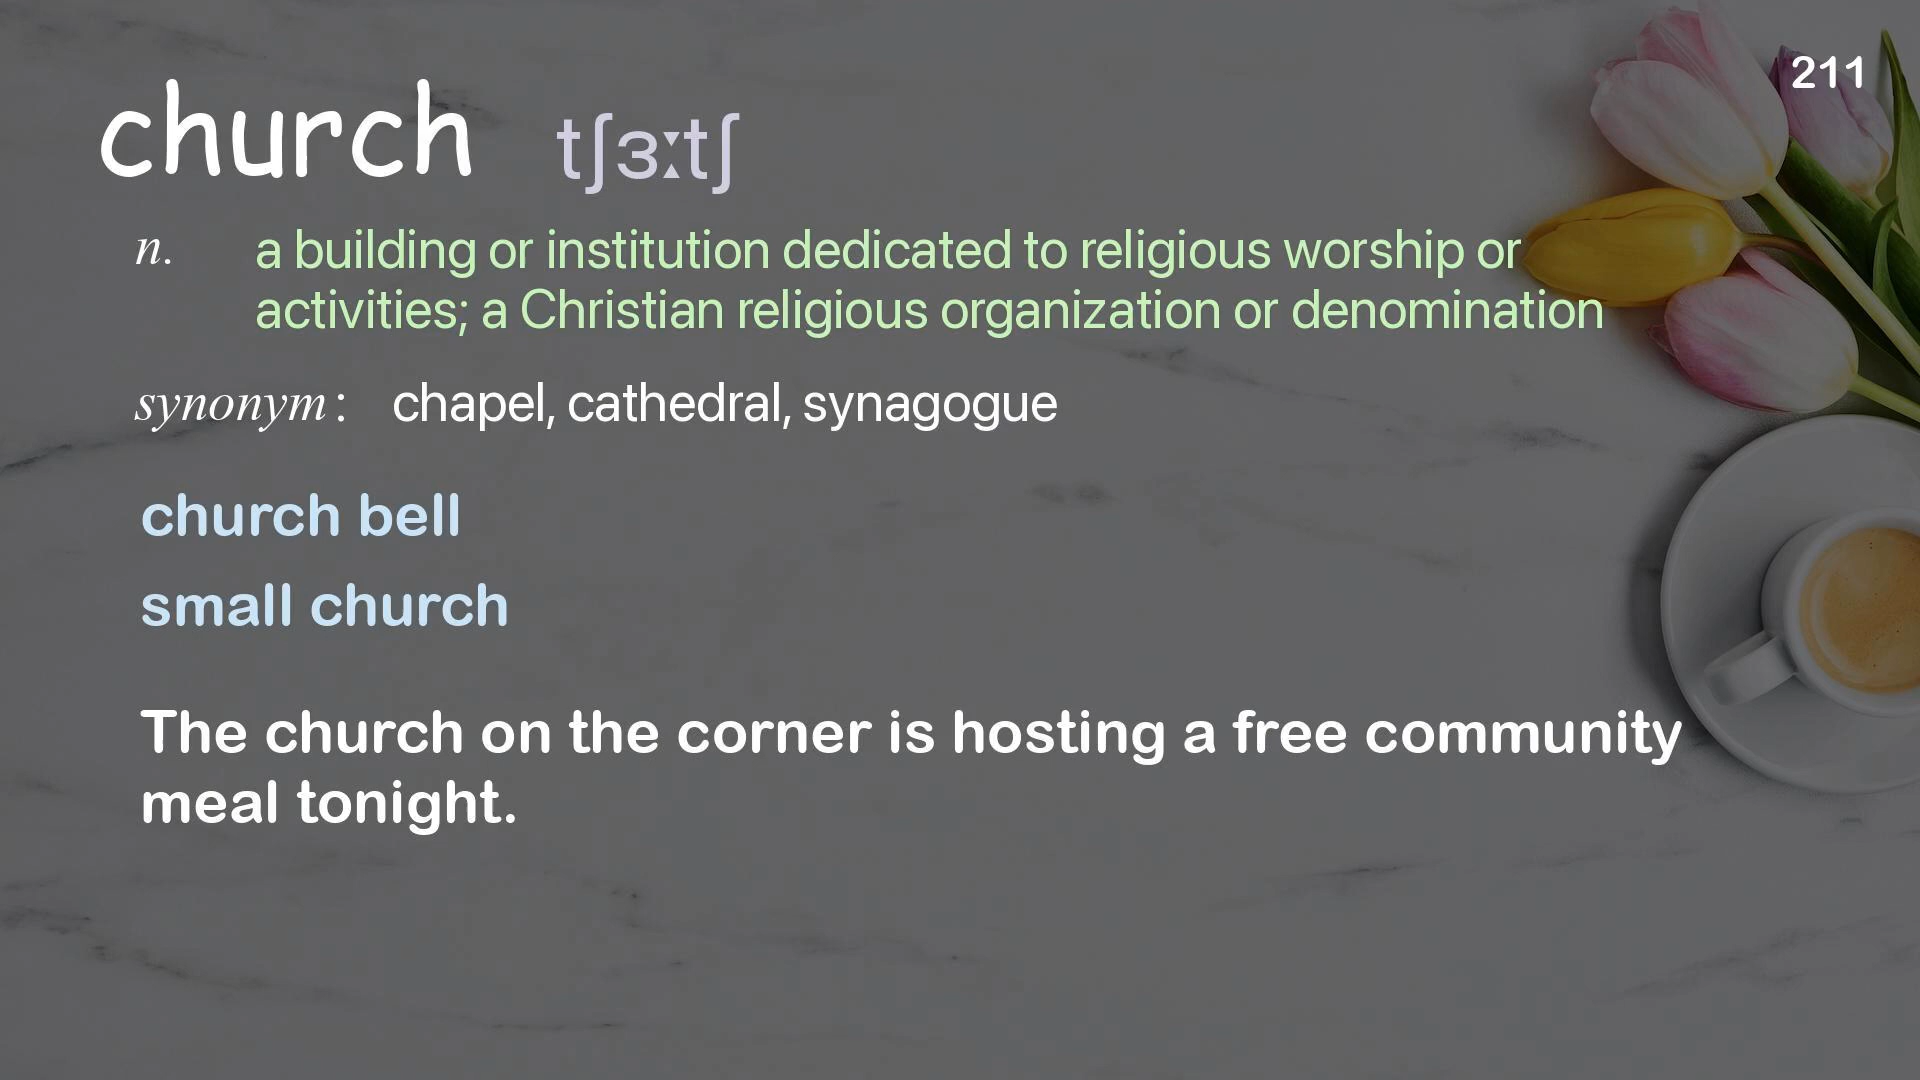 211
church tʃɜːtʃ
n. a building or institution dedicated to religious worship or
activities; a Christian religious organization or denomination
synonym: chapel, cathedral, synagogue
church bell
small church
The church on the corner is hosting a free community
meal tonight.